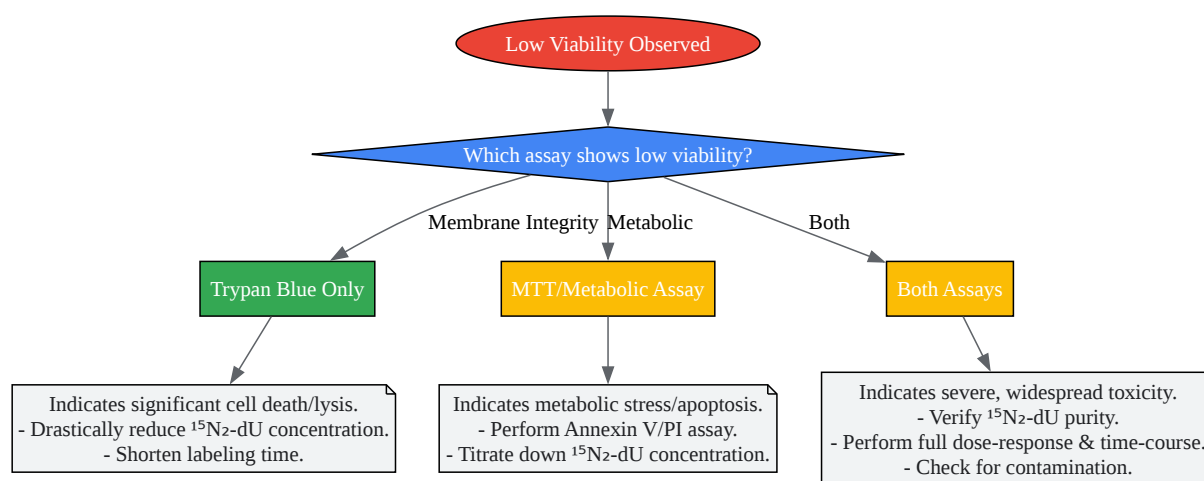 Low Viability Observed
Which assay shows low viability?
Membrane Integrity
Metabolic
Both
Trypan Blue Only
MTT/Metabolic Assay
Both Assays
Indicates significant cell death/lysis.
- Drastically reduce ¹⁵N₂-dU concentration.
- Shorten labeling time.
Indicates metabolic stress/apoptosis.
- Perform Annexin V/PI assay.
- Titrate down ¹⁵N₂-dU concentration.
Indicates severe, widespread toxicity.
- Verify ¹⁵N₂-dU purity.
- Perform full dose-response & time-course.
- Check for contamination.